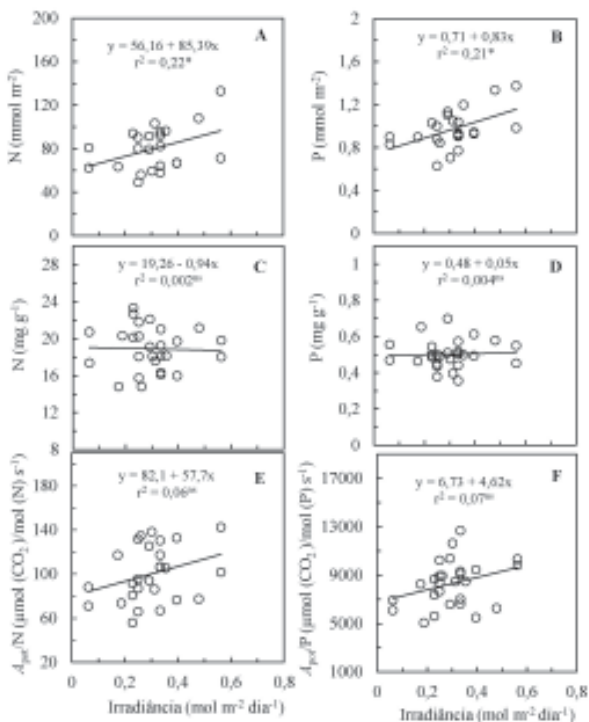 A
y = 56,16 + 85,39x
r² = 0,22*
N (mmol m⁻²)
200
160
120
80
40
0
B
y = 0,71 + 0,83x
r² = 0,21*
P (mmol m⁻²)
2
1,6
1,2
0,8
0,4
0
C
y = 19,26 - 0,94x
r² = 0,002ⁿˢ
N (mg g⁻¹)
28
24
20
16
12
8
D
y = 0,48 + 0,05x
r² = 0,004ⁿˢ
P (mg g⁻¹)
1
0,8
0,6
0,4
0,2
0
E
y = 82,1 + 57,7x
r² = 0,06ⁿˢ
Aₚₒₜ/N (µmol (CO₂)/mol (N) s⁻¹)
180
140
100
60
20
0 0,2 0,4 0,6 0,8
Irradiância (mol m⁻² dia⁻¹)
F
y = 6,73 + 4,62x
r² = 0,07ⁿˢ
Aₚₒₜ/P (µmol (CO₂)/mol (P) s⁻¹)
17000
13000
9000
5000
1000
0 0,2 0,4 0,6 0,8
Irradiância (mol m⁻² dia⁻¹)